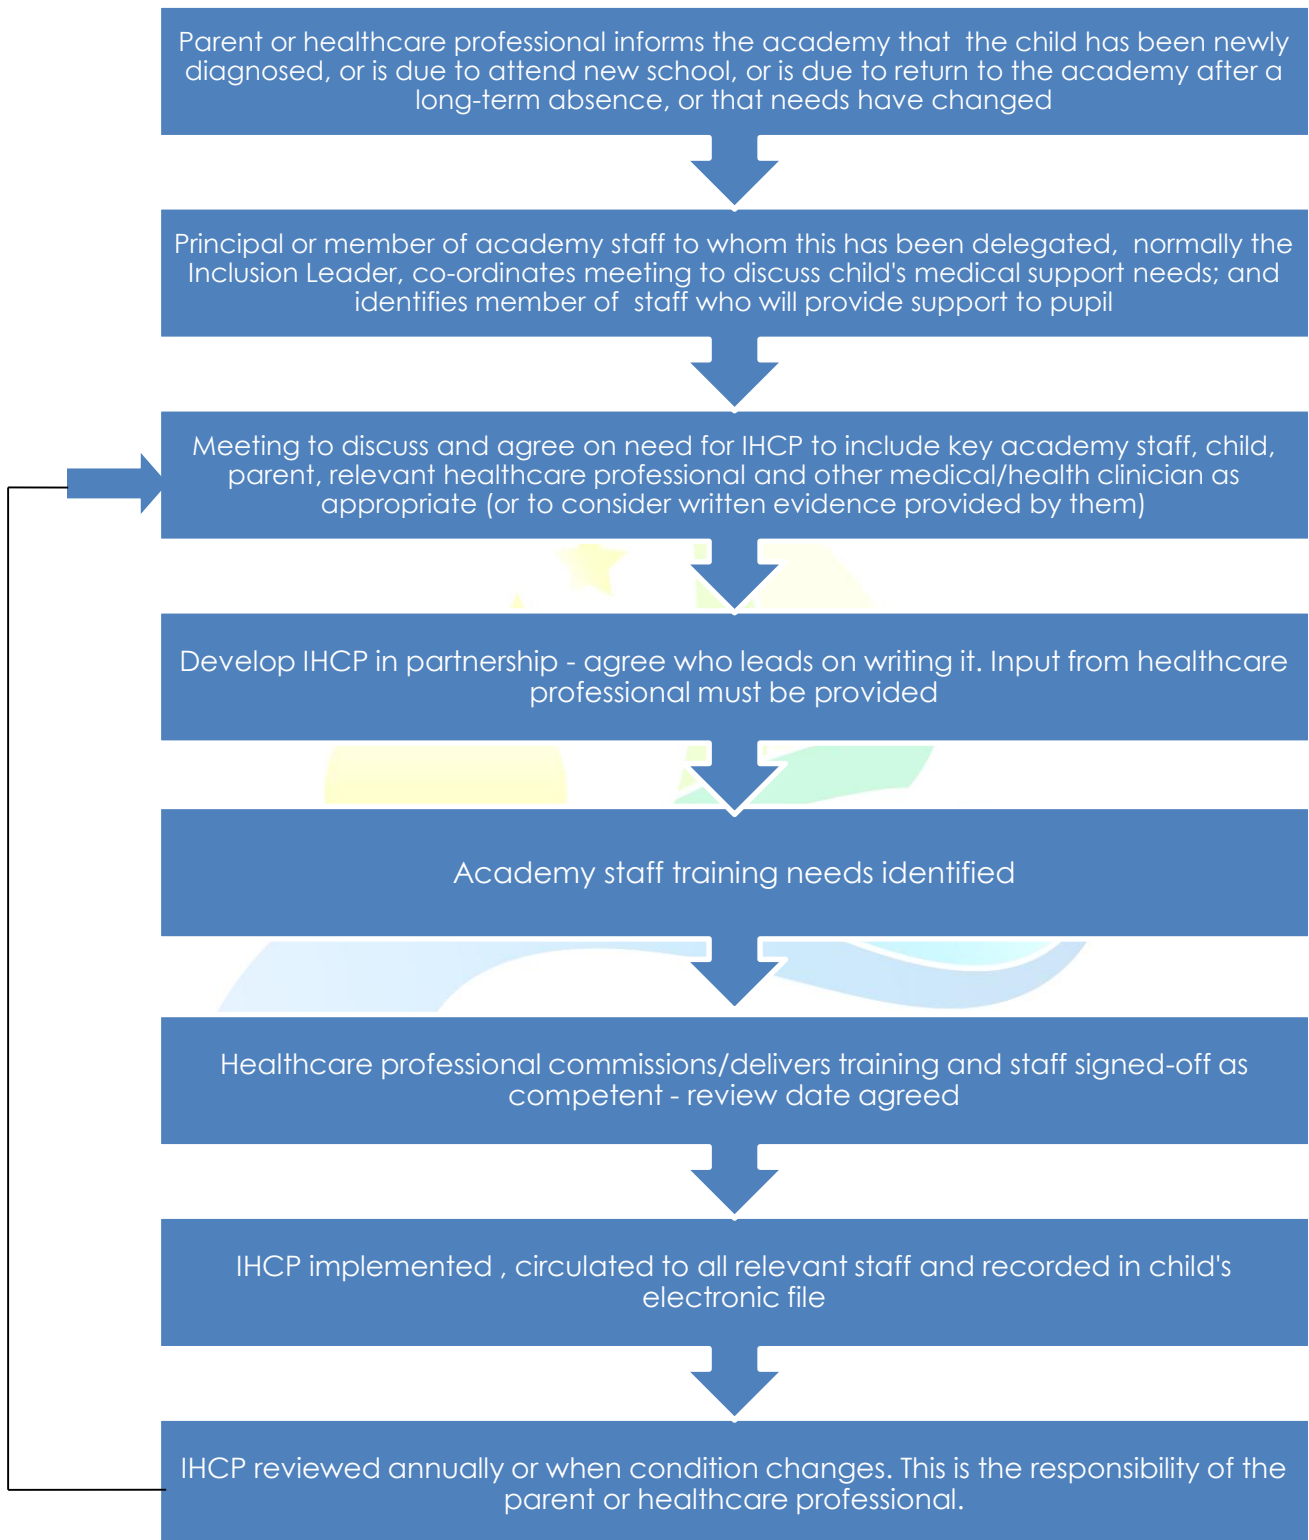 Parent or healthcare professional informs the academy that the child has been newly
diagnosed, or is due to attend new school, or is due to return to the academy after a
long-term absence, or that needs have changed
Principal or member of academy staff to whom this has been delegated, normally the
Inclusion Leader, co-ordinates meeting to discuss child's medical support needs; and
identifies member of staff who will provide support to pupil
Meeting to discuss and agree on need for IHCP to include key academy staff, child,
parent, relevant healthcare professional and other medical/health clinician as
appropriate (or to consider written evidence provided by them)
Develop IHCP in partnership - agree who leads on writing it. Input from healthcare
professional must be provided
Academy staff training needs identified
Healthcare professional commissions/delivers training and staff signed-off as
competent - review date agreed
IHCP implemented , circulated to all relevant staff and recorded in child's
electronic file
IHCP reviewed annually or when condition changes. This is the responsibility of the
parent or healthcare professional.